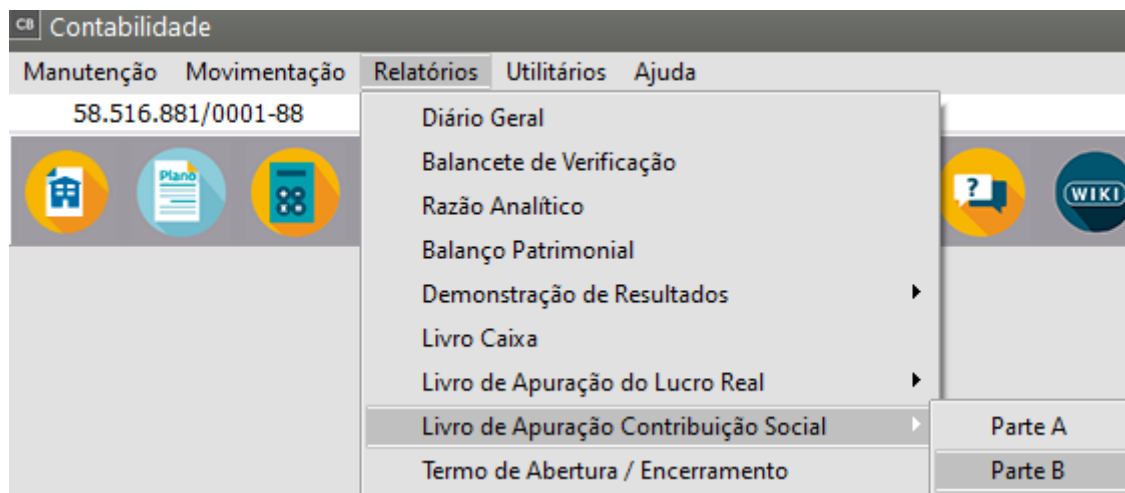 CB Contabilidade
Manutenção Movimentação Relatórios Utilitários Ajuda
58.516.881/0001-88
Diário Geral
Plano
Balancete de Verificação
? WIKI
Razão Analítico
Balanço Patrimonial
Demonstração de Resultados
Livro Caixa
Livro de Apuração do Lucro Real
Livro de Apuração Contribuição Social Parte A
Termo de Abertura / Encerramento Parte B